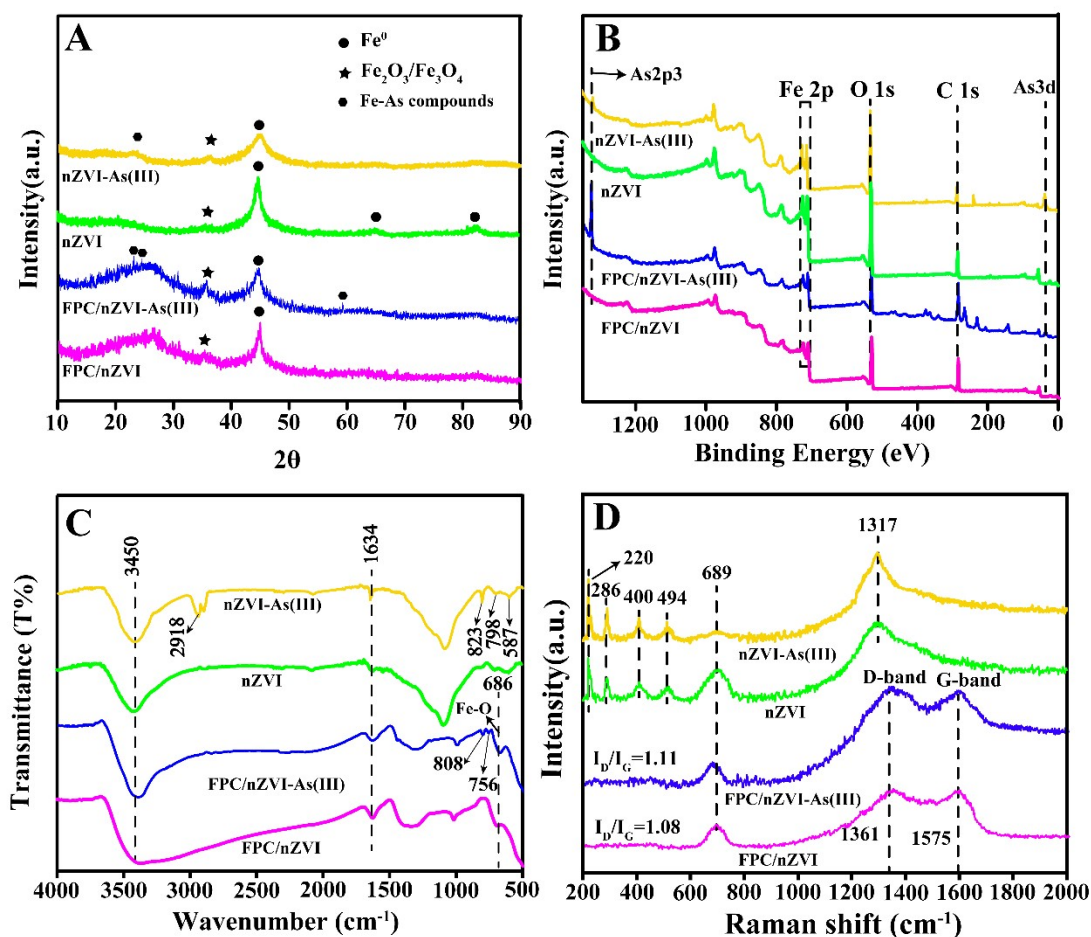 A
● Fe⁰
★ Fe₂O₃/Fe₃O₄
⬢ Fe-As compounds
nZVI-As(III)
nZVI
FPC/nZVI-As(III)
FPC/nZVI
Intensity(a.u.)
10 20 30 40 50 60 70 80 90
2θ
B
As2p3
Fe 2p O 1s C 1s As3d
nZVI-As(III)
nZVI
FPC/nZVI-As(III)
FPC/nZVI
Intensity(a.u.)
1200 1000 800 600 400 200 0
Binding Energy (eV)
C
3450
1634
nZVI-As(III)
2918
823
798
587
nZVI
686
Fe-O
FPC/nZVI-As(III)
808
756
FPC/nZVI
Transmittance (T%)
4000 3500 3000 2500 2000 1500 1000 500
Wavenumber (cm⁻¹)
D
1317
220
286
400
494
689
nZVI-As(III)
nZVI
D-band
G-band
I_D/I_G=1.11
FPC/nZVI-As(III)
I_D/I_G=1.08
1361
1575
FPC/nZVI
Intensity(a.u.)
200 400 600 800 1000 1200 1400 1600 1800 2000
Raman shift (cm⁻¹)